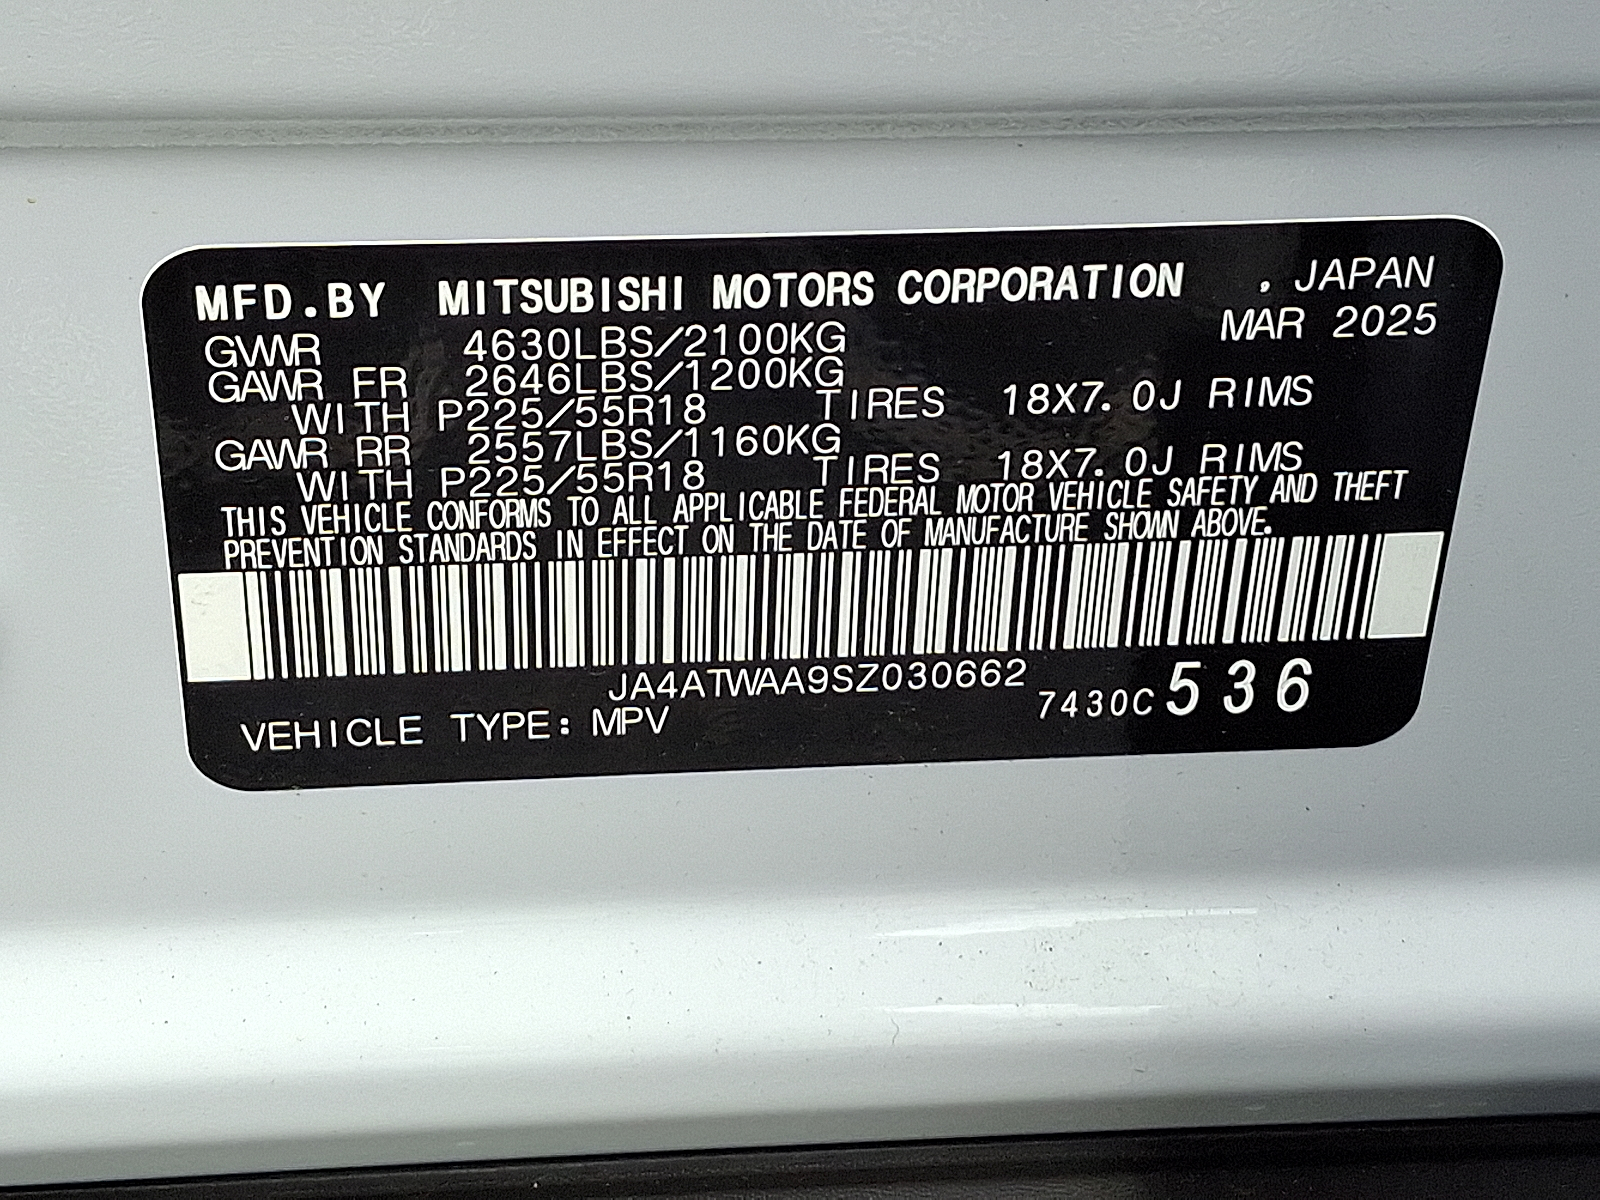 MFD.BY MITSUBISHI MOTORS CORPORATION , JAPAN
MAR 2025
GVWR 4630LBS/2100KG
GAWR FR 2646LBS/1200KG
WITH P225/55R18 TIRES 18X7.0J RIMS
GAWR RR 2557LBS/1160KG
WITH P225/55R18 TIRES 18X7.0J RIMS
THIS VEHICLE CONFORMS TO ALL APPLICABLE FEDERAL MOTOR VEHICLE SAFETY AND THEFT
PREVENTION STANDARDS IN EFFECT ON THE DATE OF MANUFACTURE SHOWN ABOVE.
JA4ATWAA9SZ030662
7430C536
VEHICLE TYPE: MPV